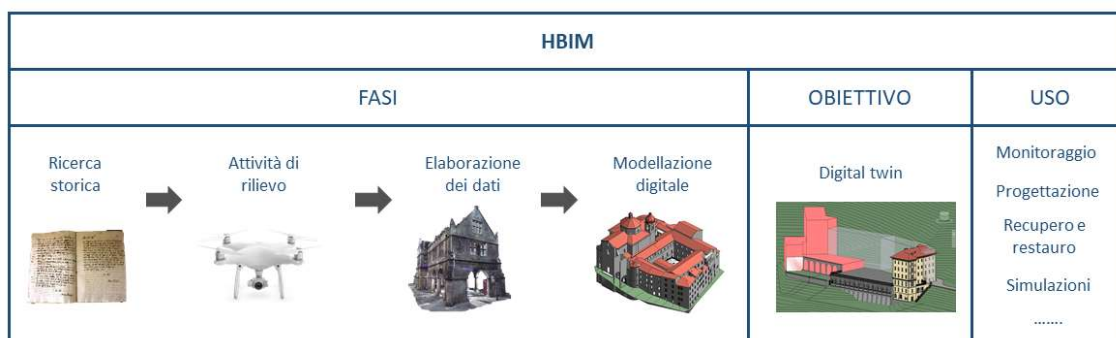 HBIM
FASI
OBIETTIVO
USO
Ricerca
storica
Attività di
rilievo
Elaborazione
dei dati
Modellazione
digitale
Digital twin
Monitoraggio
Progettazione
Recupero e
restauro
Simulazioni
.......